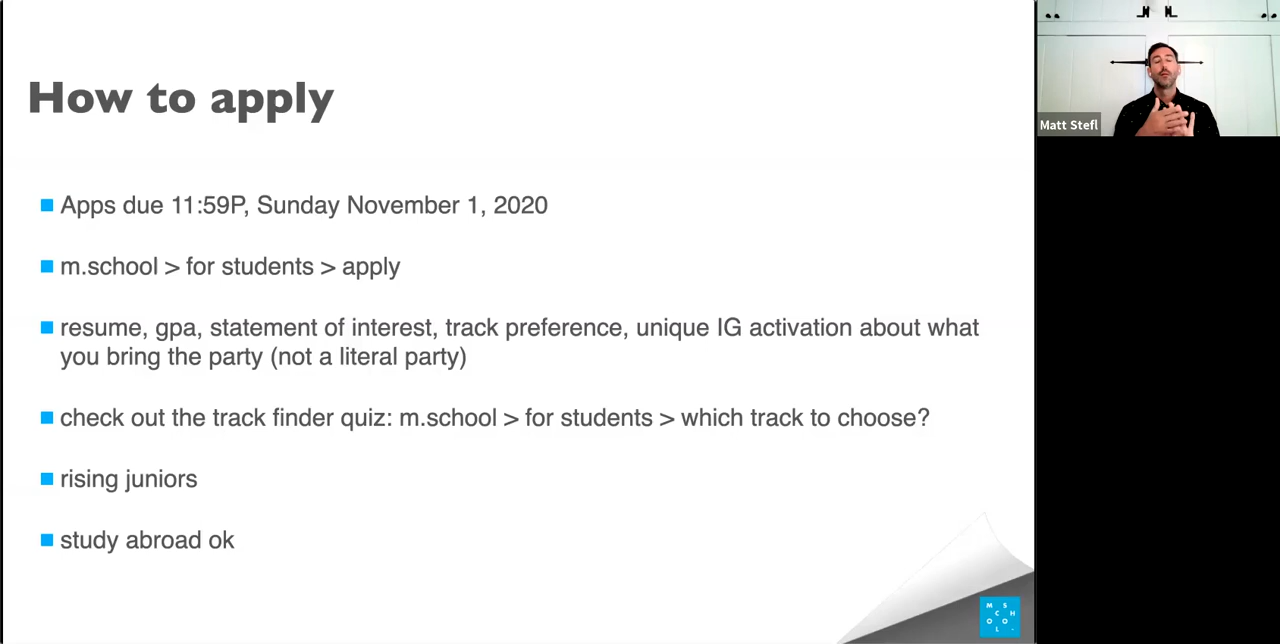 How to apply
Apps due 11:59P, Sunday November 1, 2020
m.school > for students > apply
resume, gpa, statement of interest, track preference, unique IG activation about what
you bring the party (not a literal party)
check out the track finder quiz: m.school > for students > which track to choose?
rising juniors
study abroad ok
Matt Stefl
M S
C H
O O
L .